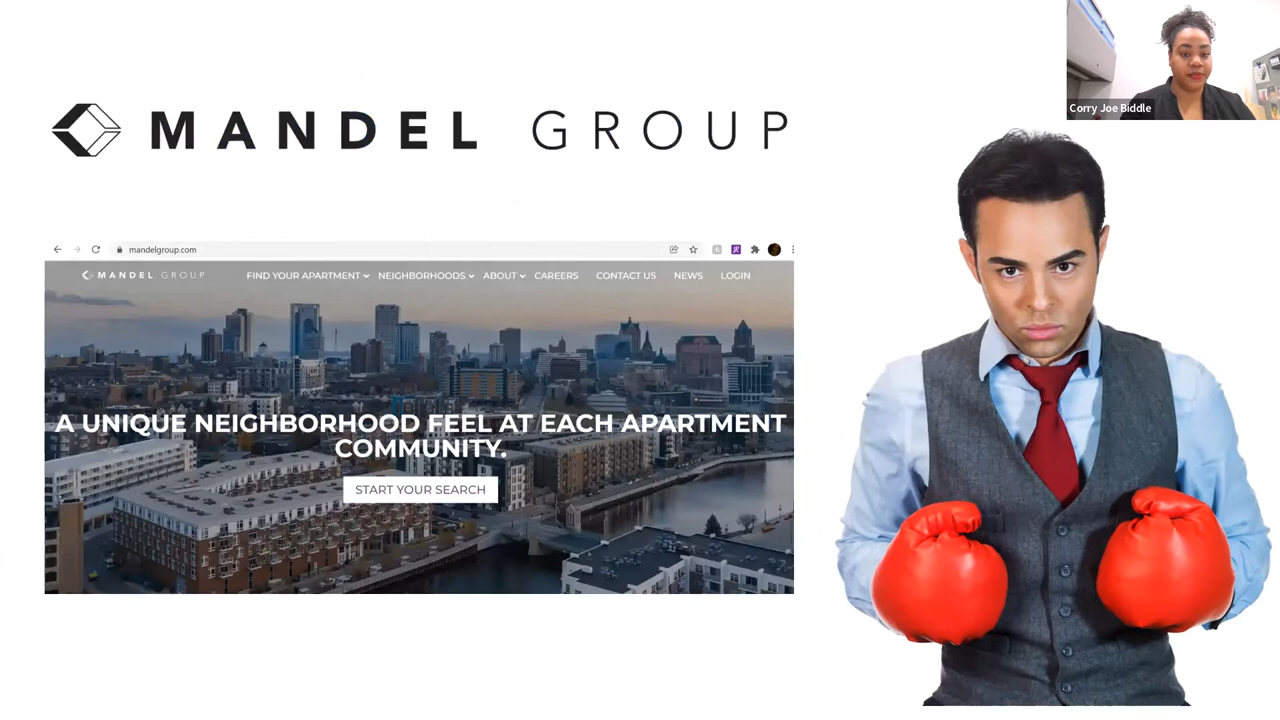 Corry Joe Biddle
MANDEL GROUP
mandelgroup.com
MANDEL GROUP
FIND YOUR APARTMENT
NEIGHBORHOODS
ABOUT
CAREERS
CONTACT US
NEWS
LOGIN
A UNIQUE NEIGHBORHOOD FEEL AT EACH APARTMENT
COMMUNITY.
START YOUR SEARCH